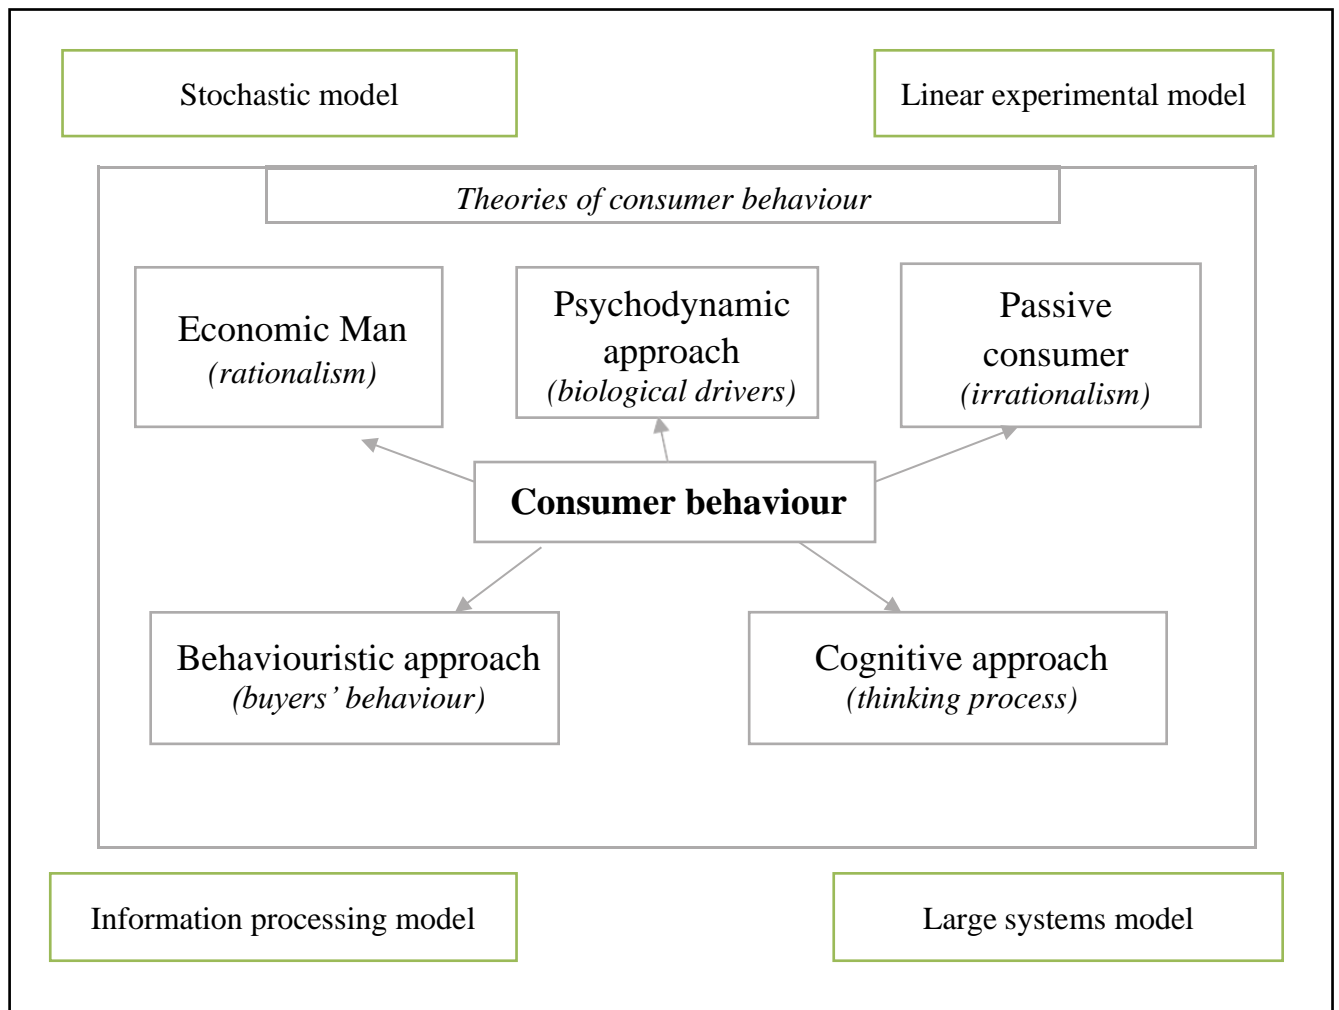 Stochastic model
Linear experimental model
Theories of consumer behaviour
Economic Man
(rationalism)
Psychodynamic
approach
(biological drivers)
Passive
consumer
(irrationalism)
Consumer behaviour
Behaviouristic approach
(buyers’ behaviour)
Cognitive approach
(thinking process)
Information processing model
Large systems model